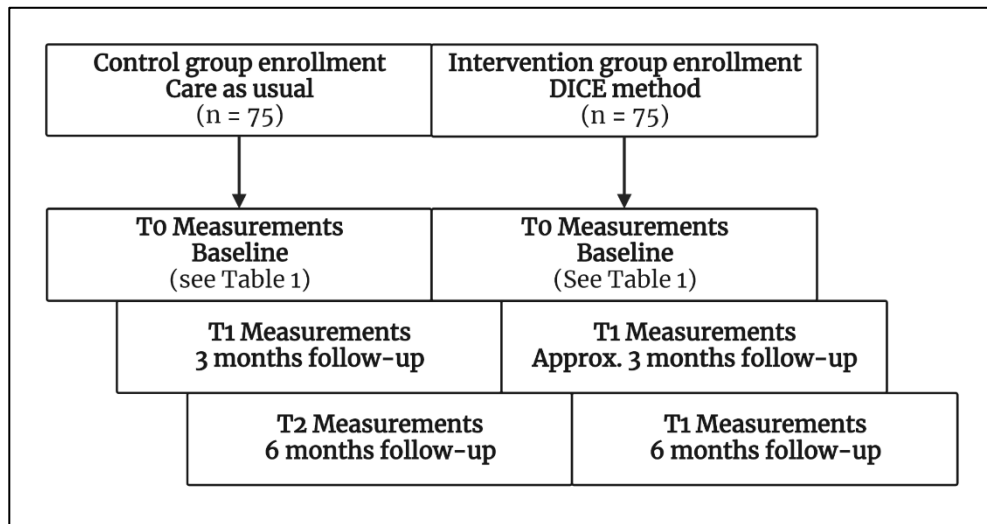 Control group enrollment
Care as usual
(n = 75)
Intervention group enrollment
DICE method
(n = 75)
T0 Measurements
Baseline
(see Table 1)
T0 Measurements
Baseline
(See Table 1)
T1 Measurements
3 months follow-up
T1 Measurements
Approx. 3 months follow-up
T2 Measurements
6 months follow-up
T1 Measurements
6 months follow-up